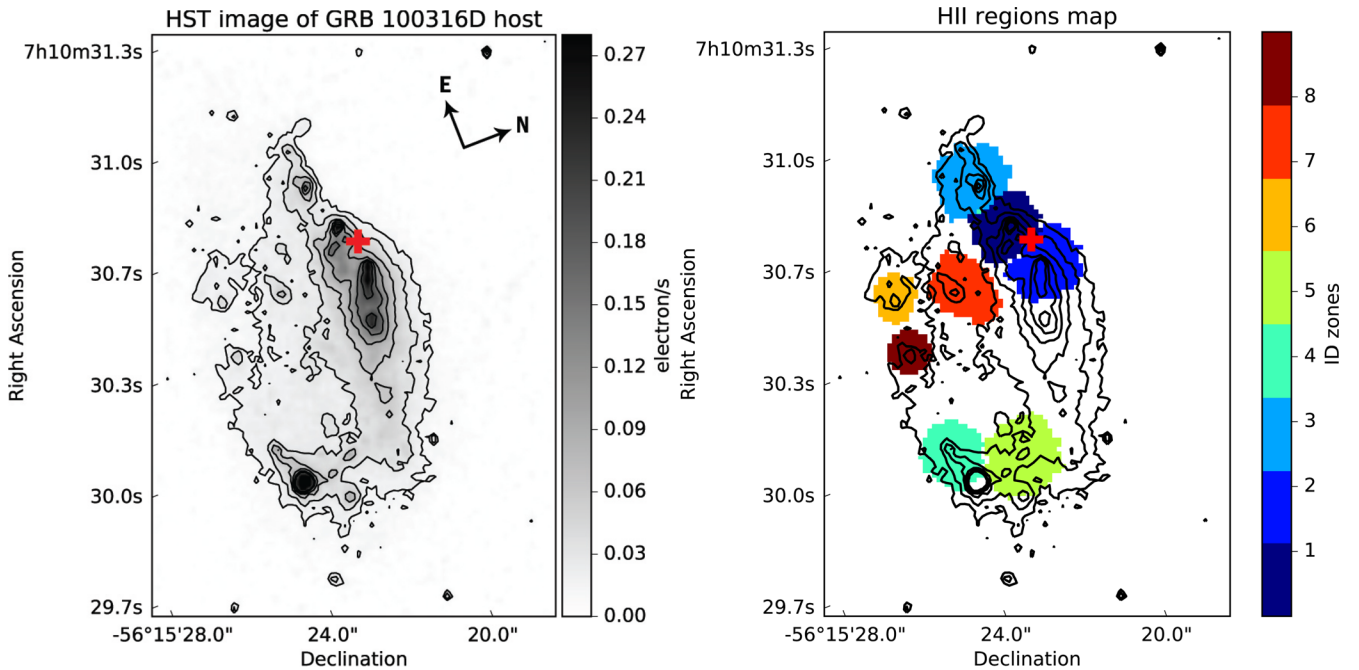 HST image of GRB 100316D host
7h10m31.3s
31.0s
30.7s
30.3s
30.0s
29.7s
Right Ascension
-56°15'28.0"
24.0"
20.0"
Declination
E
N
0.27
0.24
0.21
0.18
0.15
0.12
0.09
0.06
0.03
0.00
electron/s
HII regions map
7h10m31.3s
31.0s
30.7s
30.3s
30.0s
29.7s
Right Ascension
-56°15'28.0"
24.0"
20.0"
Declination
8
7
6
5
4
3
2
1
ID zones